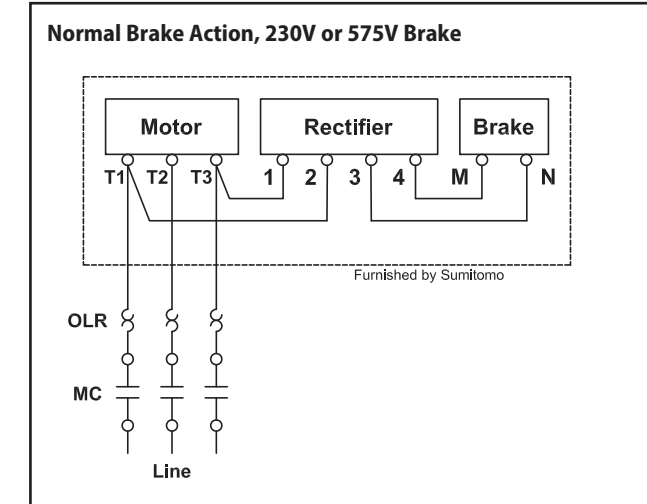 Normal Brake Action, 230V or 575V Brake
Motor Rectifier Brake
T1 T2 T3 1 2 3 4 M N
Furnished by Sumitomo
OLR
MC
Line